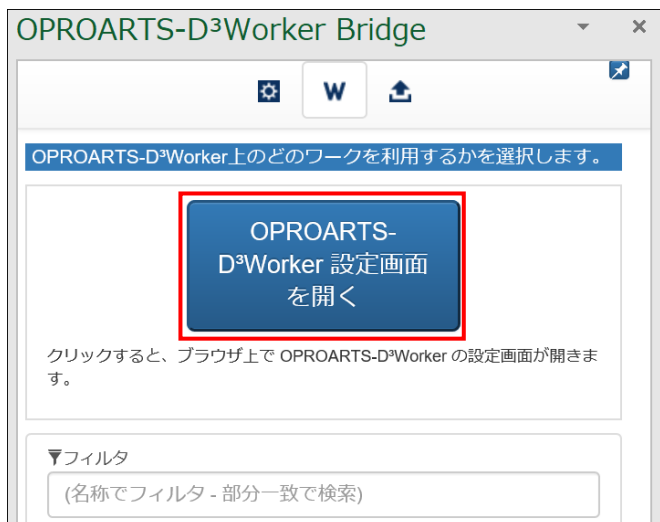 OPROARTS-D³Worker Bridge
W
OPROARTS-D³Worker上のどのワークを利用するかを選択します。
OPROARTS-
D³Worker 設定画面
を開く
クリックすると、ブラウザ上で OPROARTS-D³Worker の設定画面が開きま
す。
フィルタ
(名称でフィルタ - 部分一致で検索)